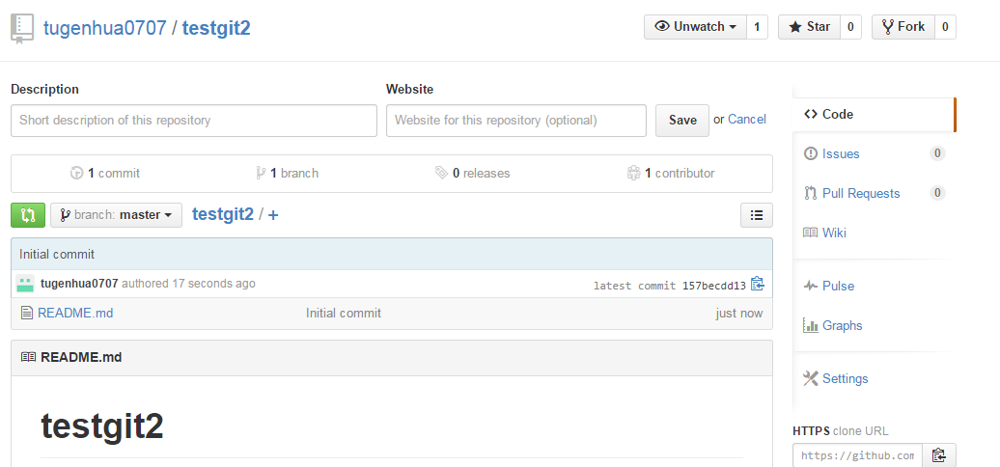 tugenhua0707 / testgit2
Unwatch 1 Star 0 Fork 0
Description Website
Short description of this repository Website for this repository (optional) Save or Cancel
1 commit 1 branch 0 releases 1 contributor
branch: master testgit2 / +
Initial commit
tugenhua0707 authored 17 seconds ago latest commit 157becdd13
README.md Initial commit just now
README.md
testgit2
Code
Issues 0
Pull Requests 0
Wiki
Pulse
Graphs
Settings
HTTPS clone URL
https://github.com